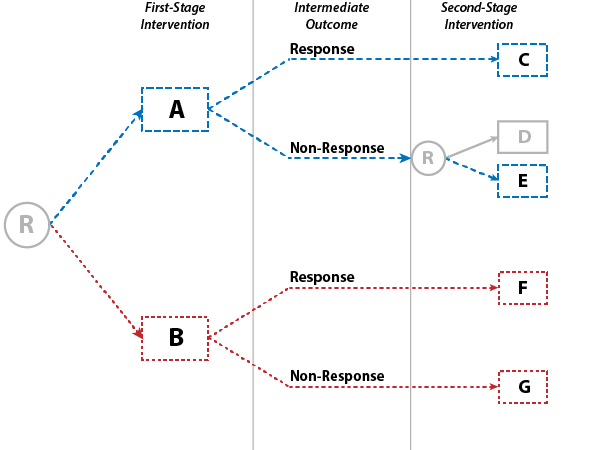 First-Stage
Intervention
Intermediate
Outcome
Second-Stage
Intervention
Response
C
A
D
Non-Response
R
E
R
Response
F
B
Non-Response
G